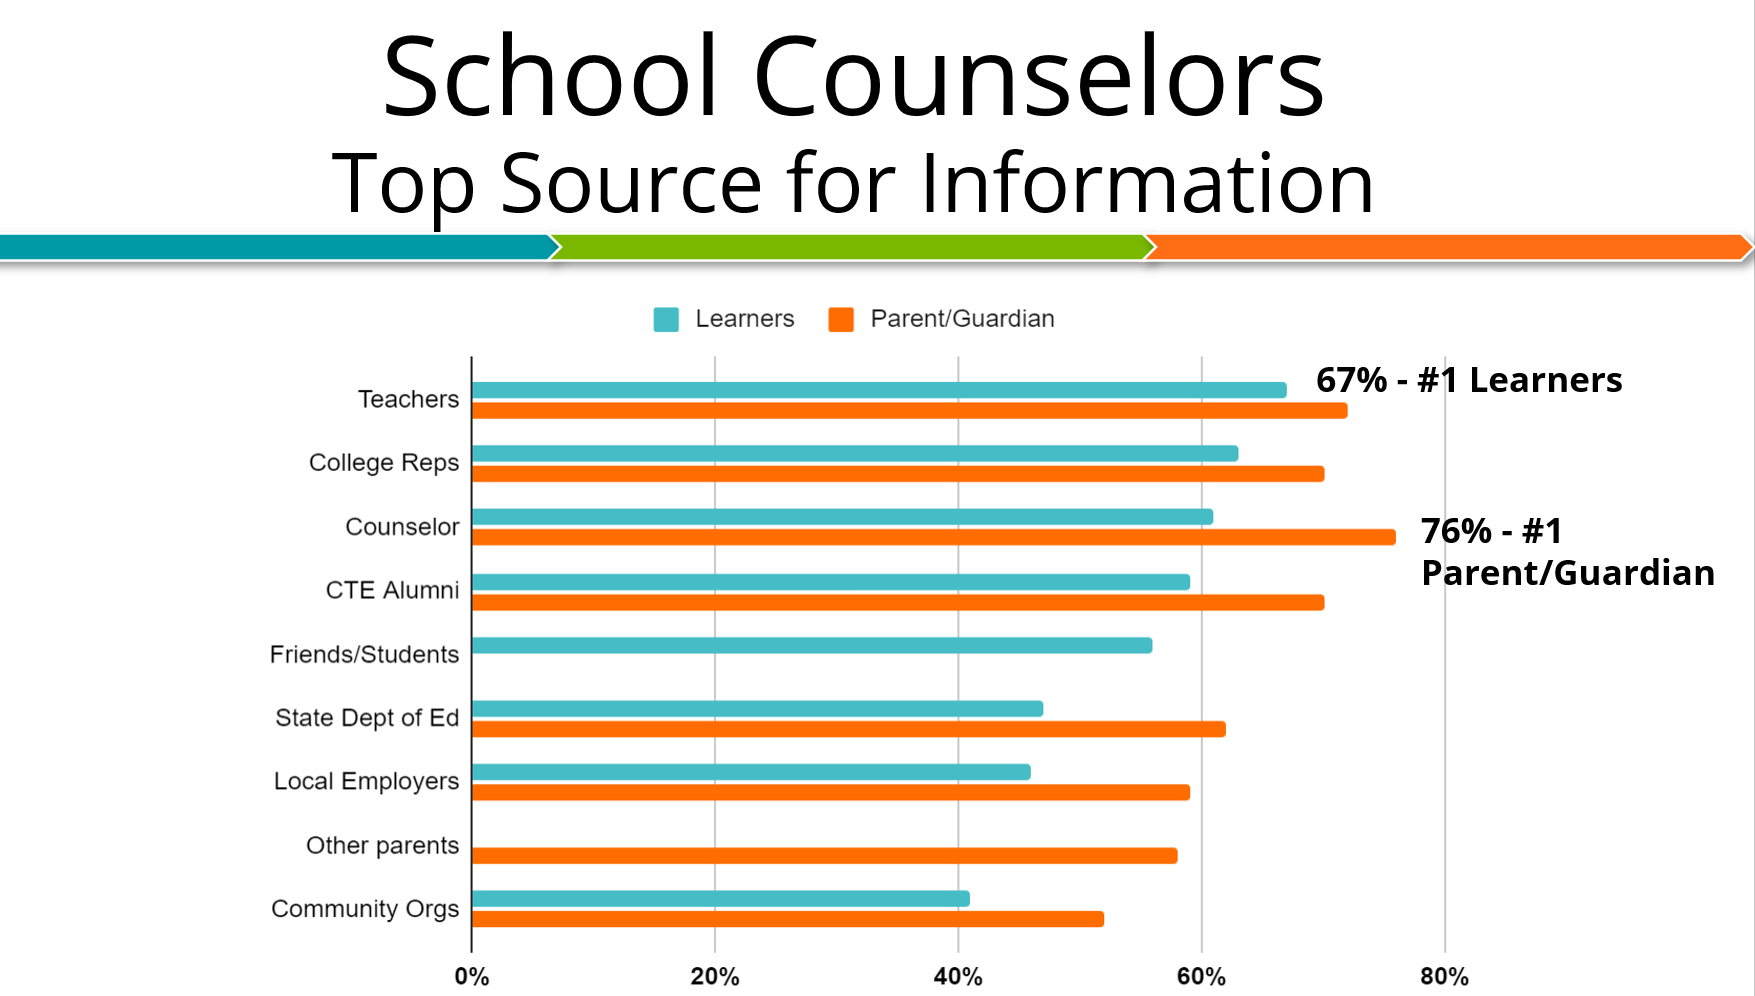 School Counselors
Top Source for Information
Learners
Parent/Guardian
Teachers
67% - #1 Learners
College Reps
Counselor
76% - #1
Parent/Guardian
CTE Alumni
Friends/Students
State Dept of Ed
Local Employers
Other parents
Community Orgs
0%
20%
40%
60%
80%